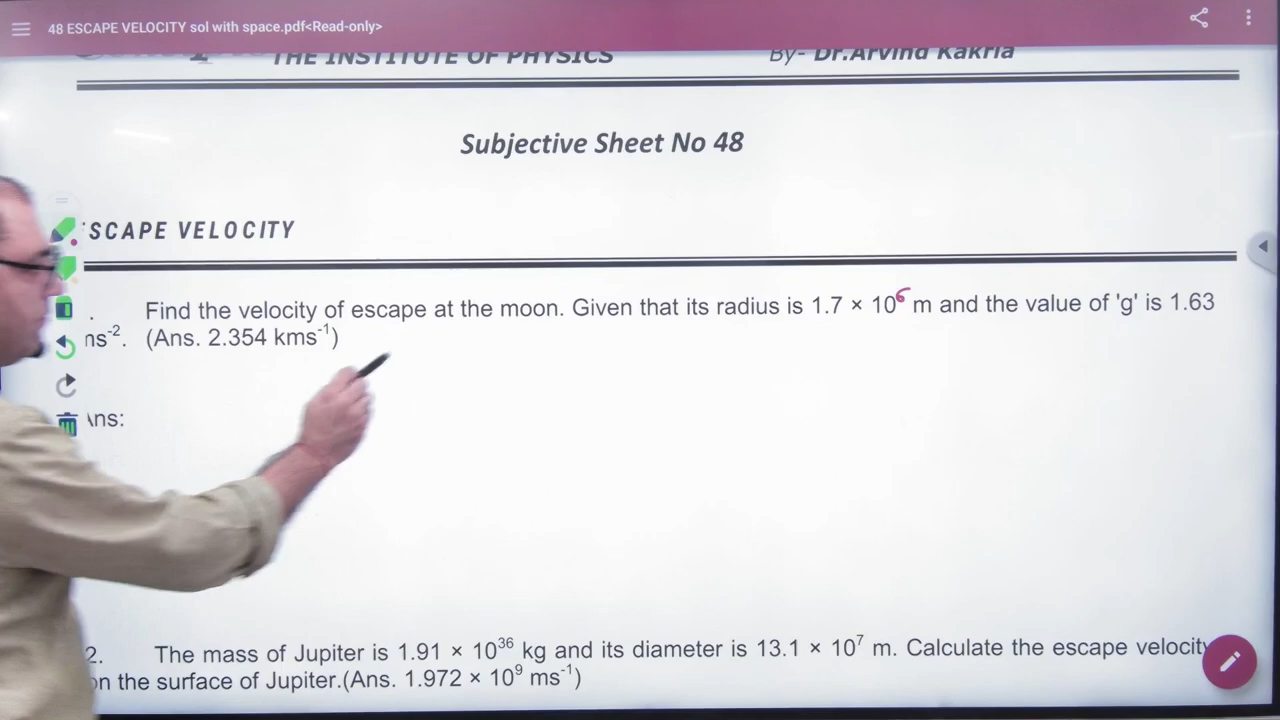 48 ESCAPE VELOCITY sol with space.pdf<Read-only>
THE INSTITUTE OF PHYSICS By- Dr.Arvind Kakria
Subjective Sheet No 48
SCAPE VELOCITY
. Find the velocity of escape at the moon. Given that its radius is 1.7 × 10⁶ m and the value of 'g' is 1.63
ms⁻². (Ans. 2.354 kms⁻¹)
Ans:
2. The mass of Jupiter is 1.91 × 10³⁶ kg and its diameter is 13.1 × 10⁷ m. Calculate the escape velocity
on the surface of Jupiter.(Ans. 1.972 × 10⁹ ms⁻¹)